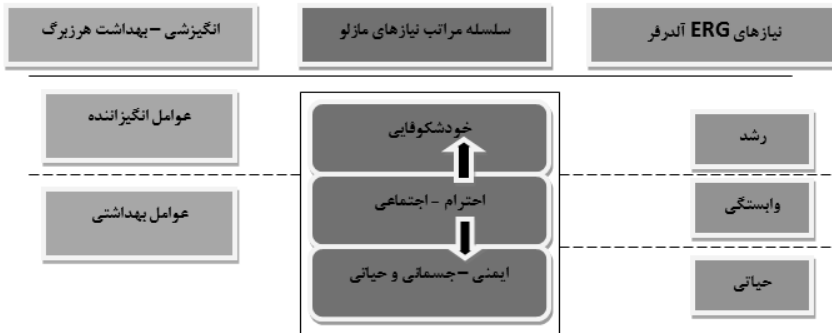 نیازهای ERG آلدرفر
سلسله مراتب نیازهای مازلو
انگیزشی – بهداشت هرزبرگ
رشد
خودشکوفایی
عوامل انگیزاننده
وابستگی
احترام - اجتماعی
عوامل بهداشتی
حیاتی
ایمنی – جسمانی و حیاتی